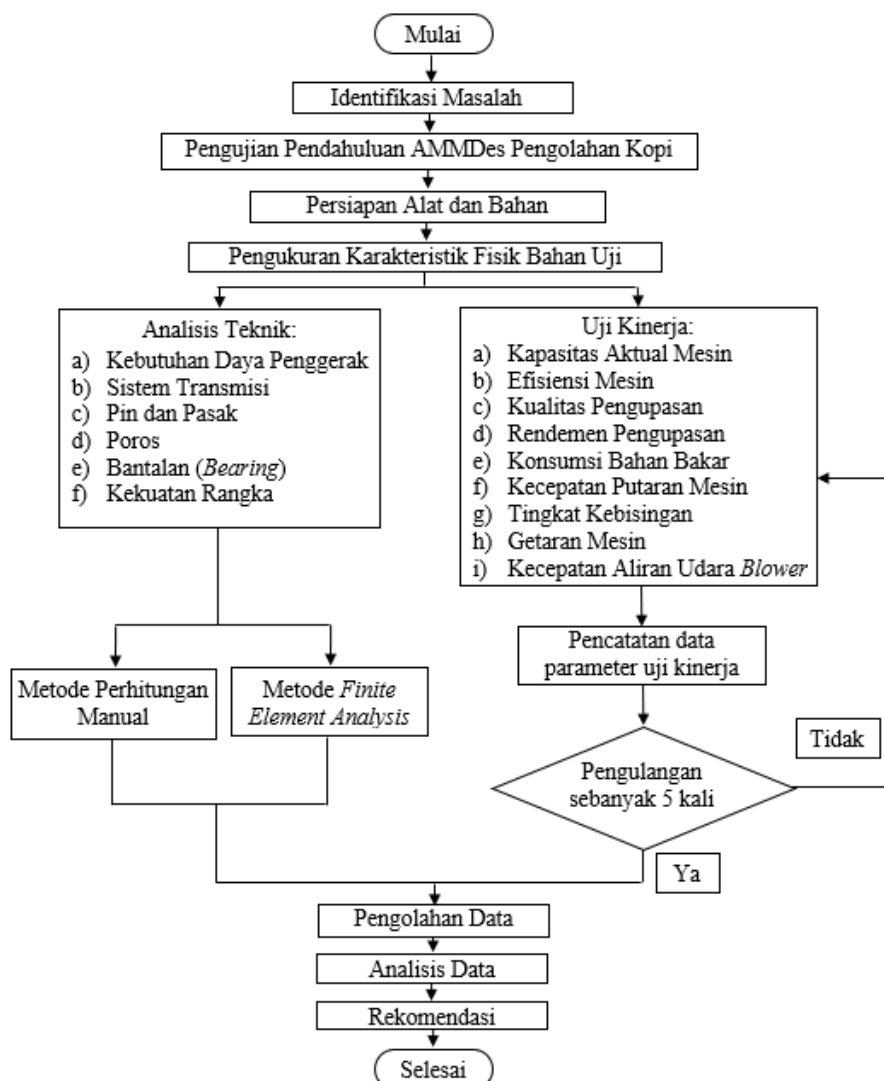 Mulai
Identifikasi Masalah
Pengujian Pendahuluan AMMDes Pengolahan Kopi
Persiapan Alat dan Bahan
Pengukuran Karakteristik Fisik Bahan Uji
Analisis Teknik:
a) Kebutuhan Daya Penggerak
b) Sistem Transmisi
c) Pin dan Pasak
d) Poros
e) Bantalan (Bearing)
f) Kekuatan Rangka
Uji Kinerja:
a) Kapasitas Aktual Mesin
b) Efisiensi Mesin
c) Kualitas Pengupasan
d) Rendemen Pengupasan
e) Konsumsi Bahan Bakar
f) Kecepatan Putaran Mesin
g) Tingkat Kebisingan
h) Getaran Mesin
i) Kecepatan Aliran Udara Blower
Metode Perhitungan
Manual
Metode Finite
Element Analysis
Pencatatan data
parameter uji kinerja
Pengulangan
sebanyak 5 kali
Tidak
Ya
Pengolahan Data
Analisis Data
Rekomendasi
Selesai